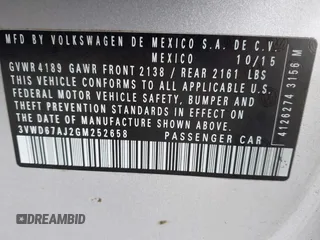 MFD BY VOLKSWAGEN DE MEXICO S.A. DE C.V.
MEXICO 10/15
GVWR 4189 GAWR FRONT 2138 / REAR 2161 LBS
THIS VEHICLE CONFORMS TO ALL APPLICABLE
FEDERAL MOTOR VEHICLE SAFETY, BUMPER AND
THEFT PREVENTION STANDARDS IN EFFECT
ON THE DATE OF MANUFACTURE SHOWN ABOVE
3VWD67AJ2GM252658 PASSENGER CAR
4126274 3156 M
DREAMBID